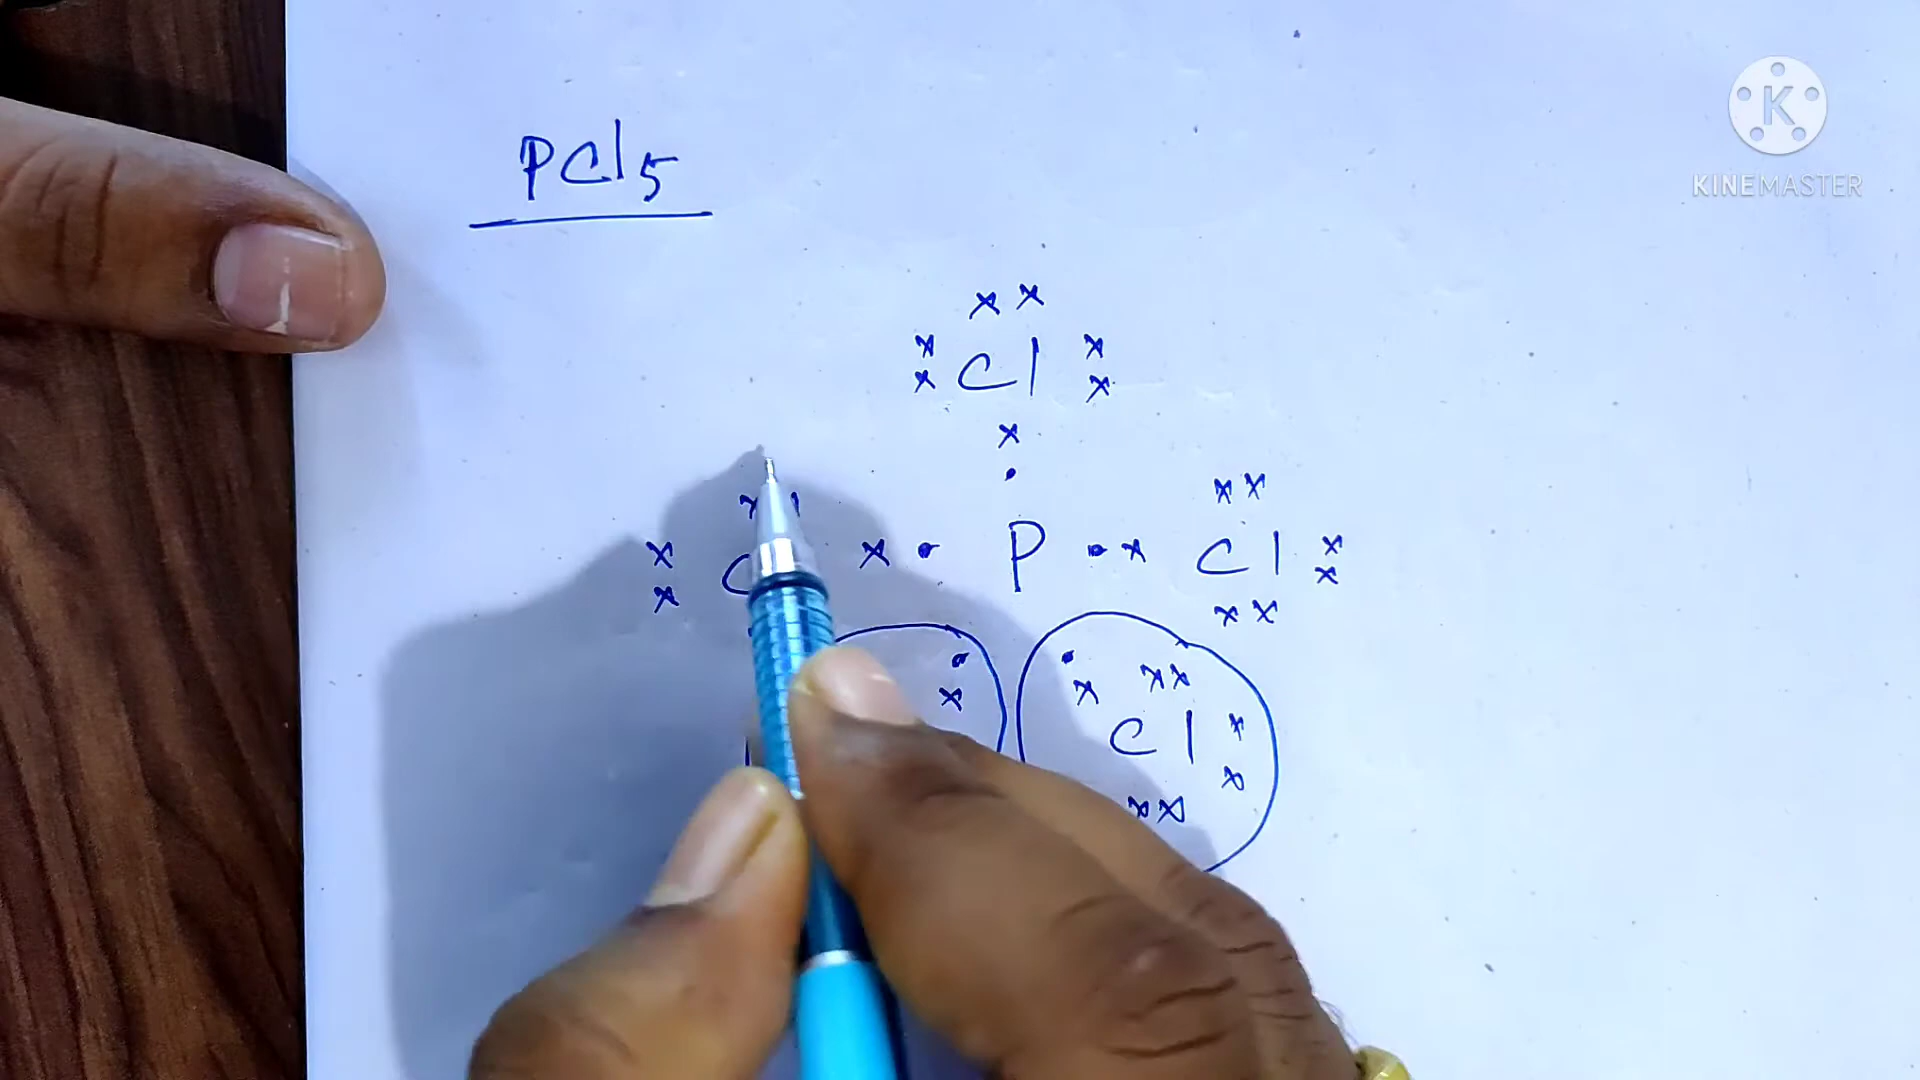 PCl5
K
KINEMASTER
x x
x Cl x
x x
x
•
x x x
x C x • P • x Cl x
x x
x x x
• •
x x x x
Cl x
x
x x